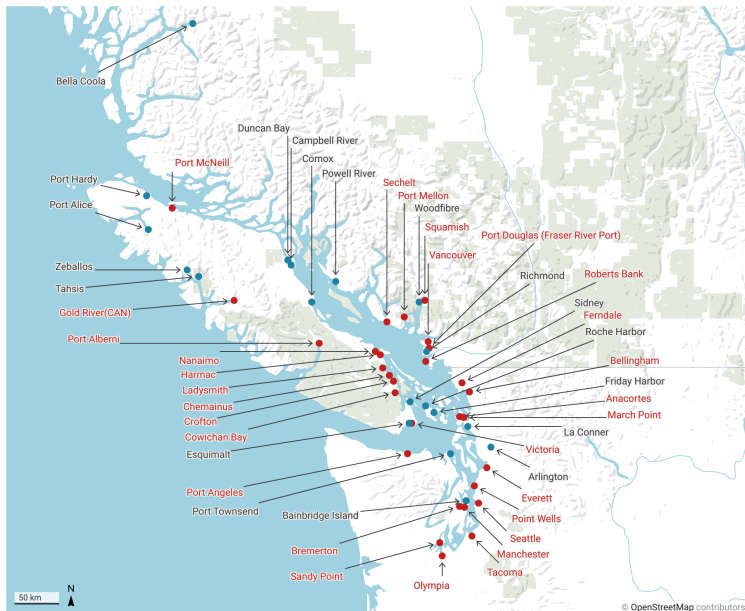 Bella Coola
Duncan Bay
Campbell River
Comox
Port McNeill
Powell River
Port Hardy
Sechelt
Port Mellon
Woodfibre
Squamish
Port Alice
Port Douglas (Fraser River Port)
Vancouver
Zeballos
Richmond
Roberts Bank
Tahsis
Sidney
Gold River(CAN)
Ferndale
Roche Harbor
Port Alberni
Nanaimo
Bellingham
Harmac
Friday Harbor
Ladysmith
Anacortes
Chemainus
March Point
Crofton
La Conner
Cowichan Bay
Victoria
Esquimalt
Arlington
Port Angeles
Everett
Port Townsend
Bainbridge Island
Point Wells
Seattle
Bremerton
Manchester
Tacoma
Sandy Point
Olympia
50 km
N
© OpenStreetMap contributors